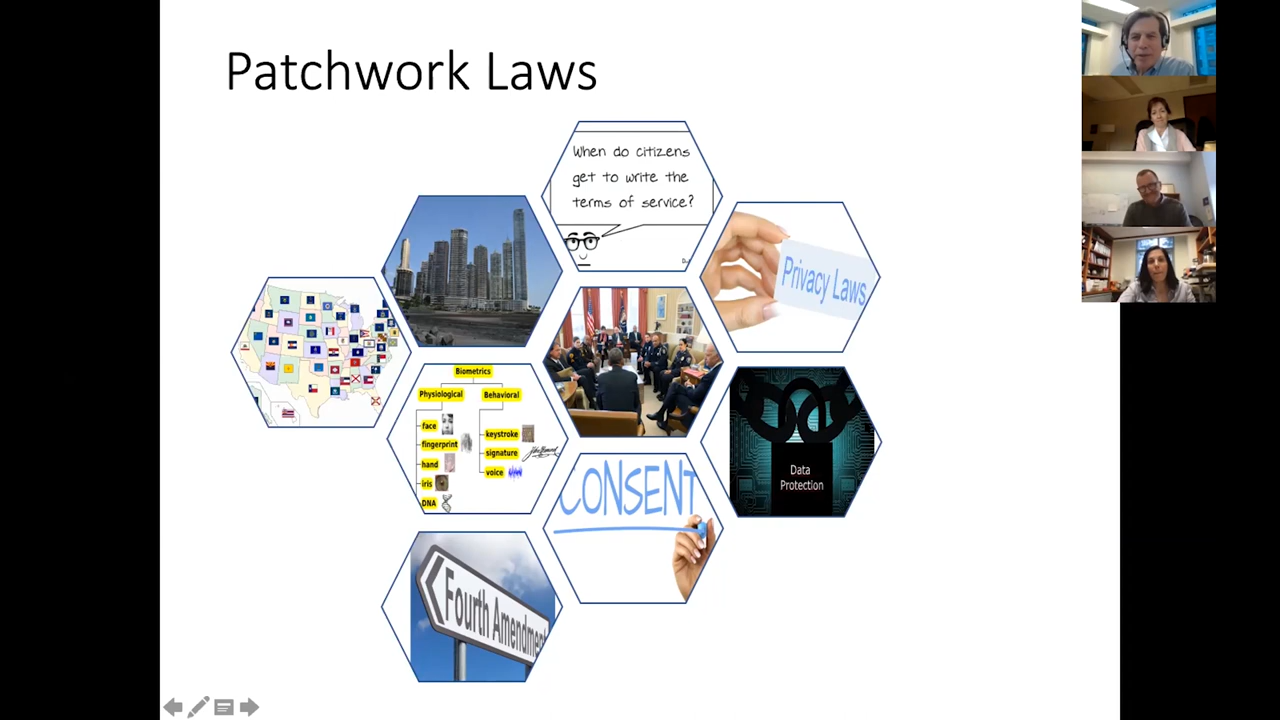 Patchwork Laws
When do citizens
get to write the
terms of service?
Privacy Laws
Biometrics
Physiological
Behavioral
face
fingerprint
hand
iris
DNA
keystroke
signature
voice
Data
Protection
CONSENT
Fourth Amendment